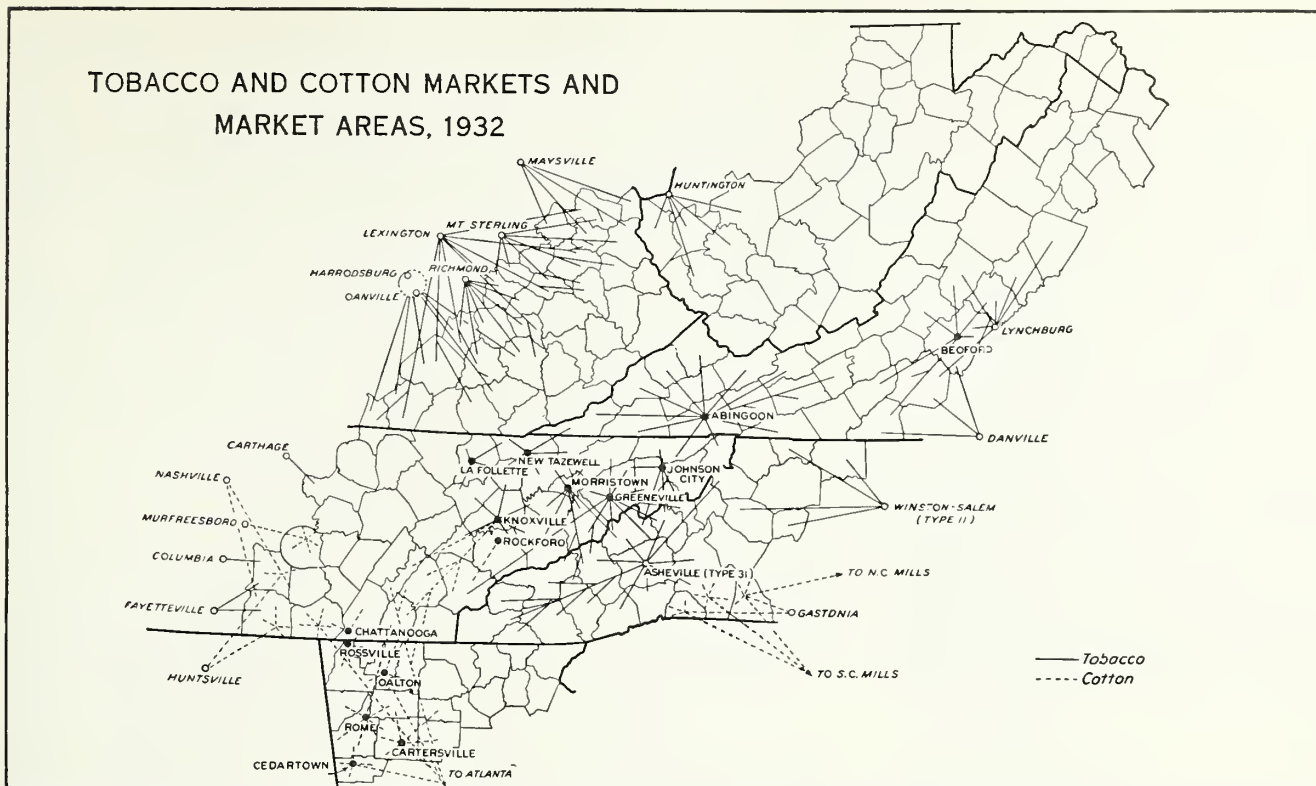 TOBACCO AND COTTON MARKETS AND
MARKET AREAS, 1932
MAYSVILLE
HUNTINGTON
MT. STERLING
LEXINGTON
RICHMOND
HARRODSBURG
DANVILLE
LYNCHBURG
BEDFORD
ABINGDON
DANVILLE
CARTHAGE
NEW TAZEWELL
LA FOLLETTE
JOHNSON
CITY
NASHVILLE
MORRISTOWN
GREENEVILLE
WINSTON-SALEM
(TYPE 11)
MURFREESBORO
KNOXVILLE
ROCKFORD
COLUMBIA
ASHEVILLE (TYPE 31)
TO N.C. MILLS
FAYETTEVILLE
GASTONIA
CHATTANOOGA
ROSSVILLE
HUNTSVILLE
DALTON
TO S.C. MILLS
Tobacco
Cotton
ROME
CARTERSVILLE
CEDARTOWN
TO ATLANTA